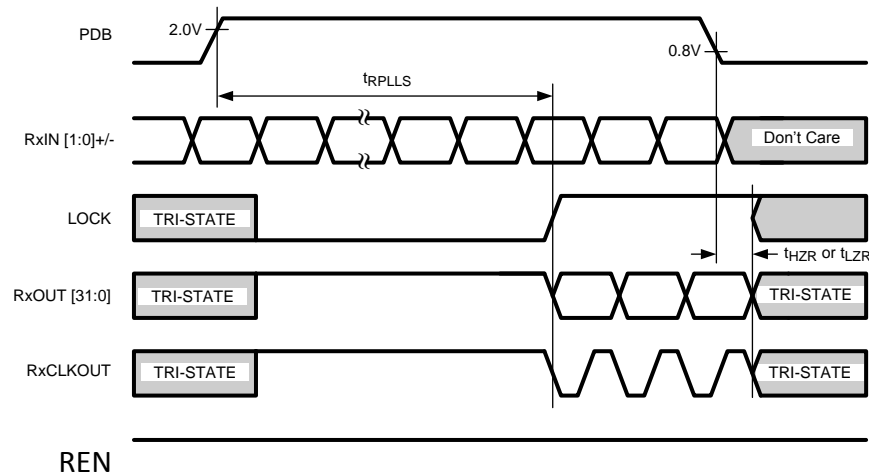 PDB
2.0V
0.8V
tRPLLS
RxIN [1:0]+/-
Don't Care
LOCK
TRI-STATE
tHZR or tLZR
RxOUT [31:0]
TRI-STATE
TRI-STATE
RxCLKOUT
TRI-STATE
TRI-STATE
REN